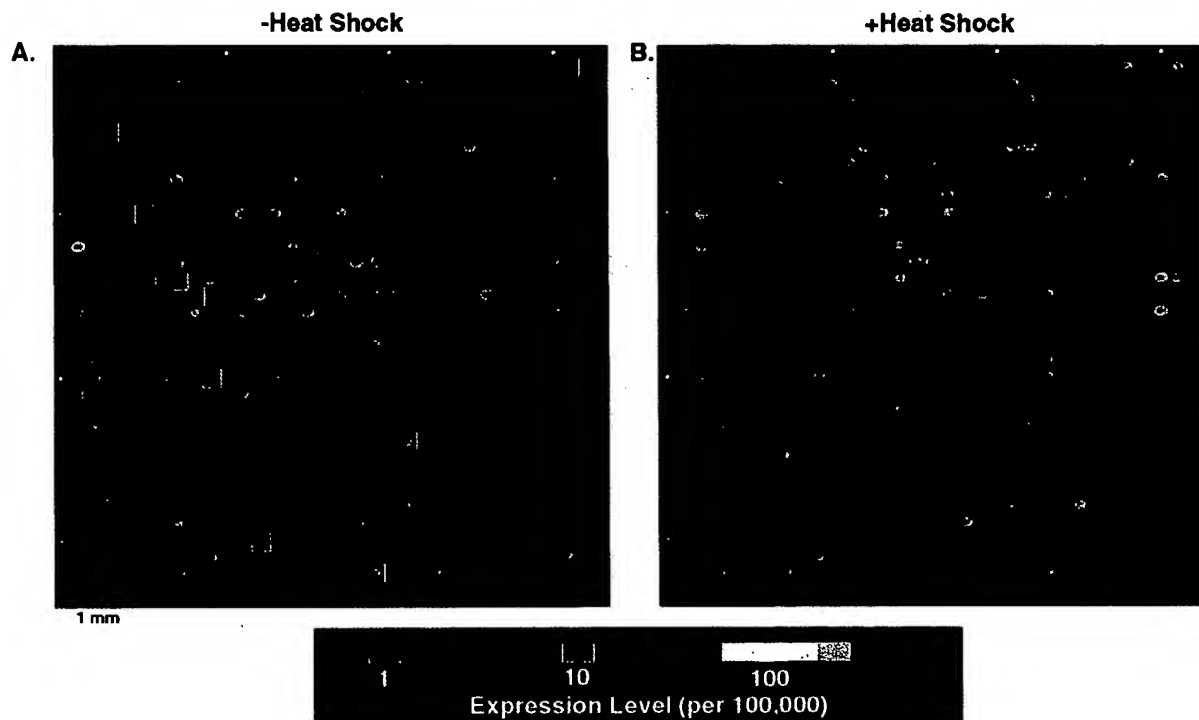 -Heat Shock
+Heat Shock
A.
B.
1 mm
1 10 100
Expression Level (per 100,000)